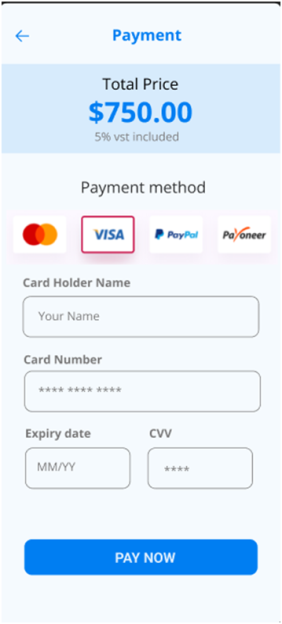 Payment
Total Price
$750.00
5% vst included
Payment method
VISA PayPal Payoneer
Card Holder Name
Your Name
Card Number
**** **** ****
Expiry date CVV
MM/YY ****
PAY NOW